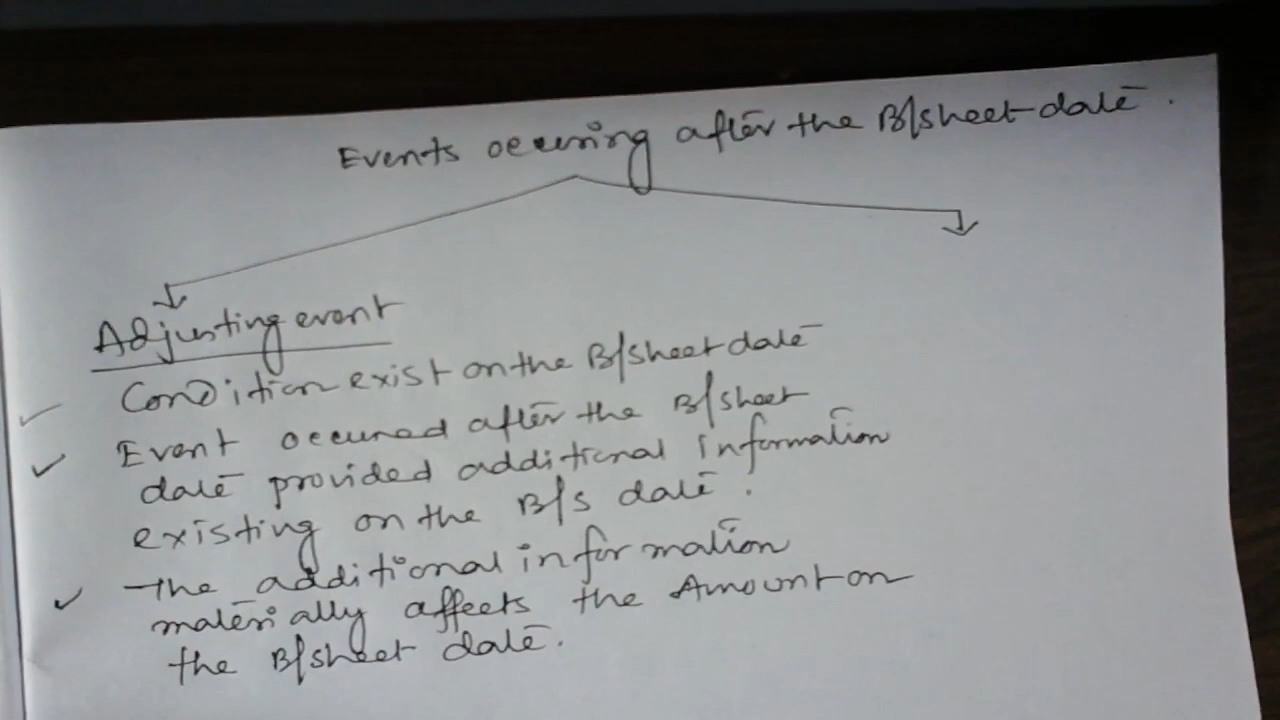 Events occuring after the B/sheet date.
Adjusting event
Condition exist on the B/sheet date
Event occured after the B/sheet
date provided additional information
existing on the B/s date.
The additional information
materially affects the Amount on
the B/sheet date.